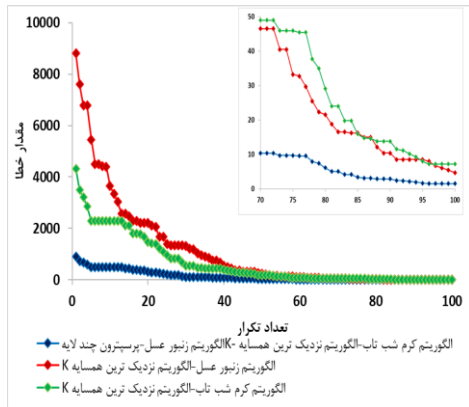 10000
8000
6000
4000
2000
0
مقدار خطا
0 20 40 60 80 100
تعداد تکرار
50
40
30
20
10
0
70 75 80 85 90 95 100
الگوریتم کرم شب تاب-الگوریتم نزدیک ترین همسایه K- الگوریتم زنبور عسل-پرسپترون چند لایه
الگوریتم زنبور عسل-الگوریتم نزدیک ترین همسایه K
الگوریتم کرم شب تاب-الگوریتم نزدیک ترین همسایه K